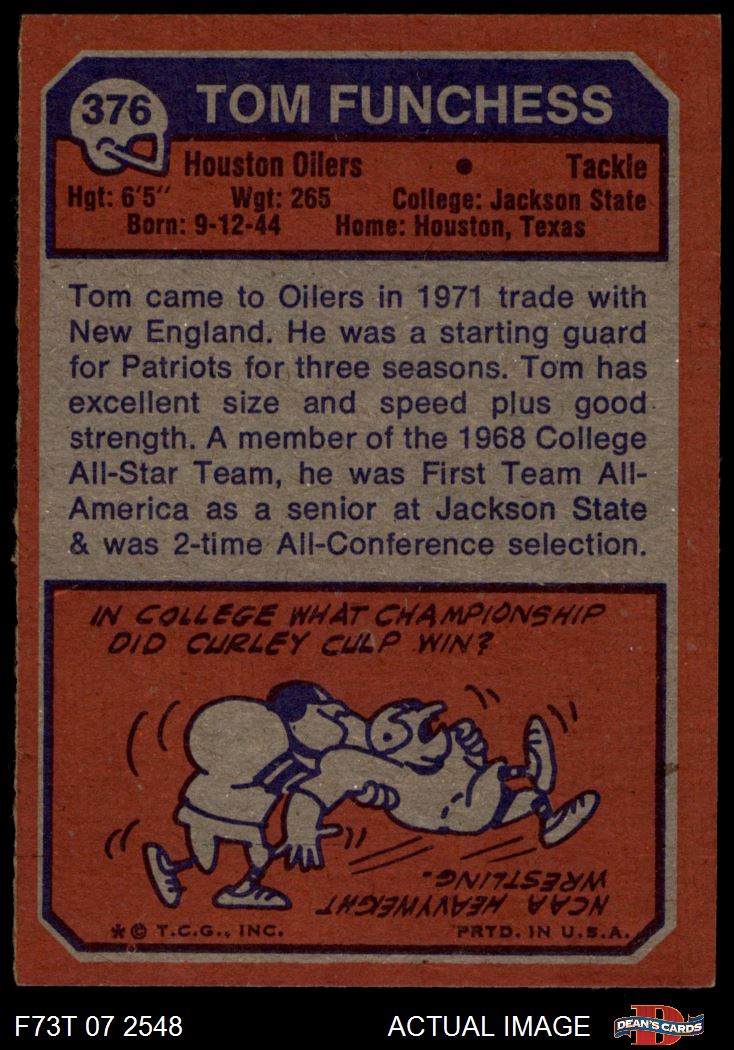 376
TOM FUNCHESS
Houston Oilers • Tackle
Hgt: 6'5" Wgt: 265 College: Jackson State
Born: 9-12-44 Home: Houston, Texas
Tom came to Oilers in 1971 trade with
New England. He was a starting guard
for Patriots for three seasons. Tom has
excellent size and speed plus good
strength. A member of the 1968 College
All-Star Team, he was First Team All-
America as a senior at Jackson State
& was 2-time All-Conference selection.
IN COLLEGE WHAT CHAMPIONSHIP
DID CURLEY CULP WIN?
NCAA HEAVYWEIGHT
WRESTLING.
* © T.C.G., INC. PRTD. IN U.S.A.
F73T 07 2548 ACTUAL IMAGE
D
DEAN'S CARDS